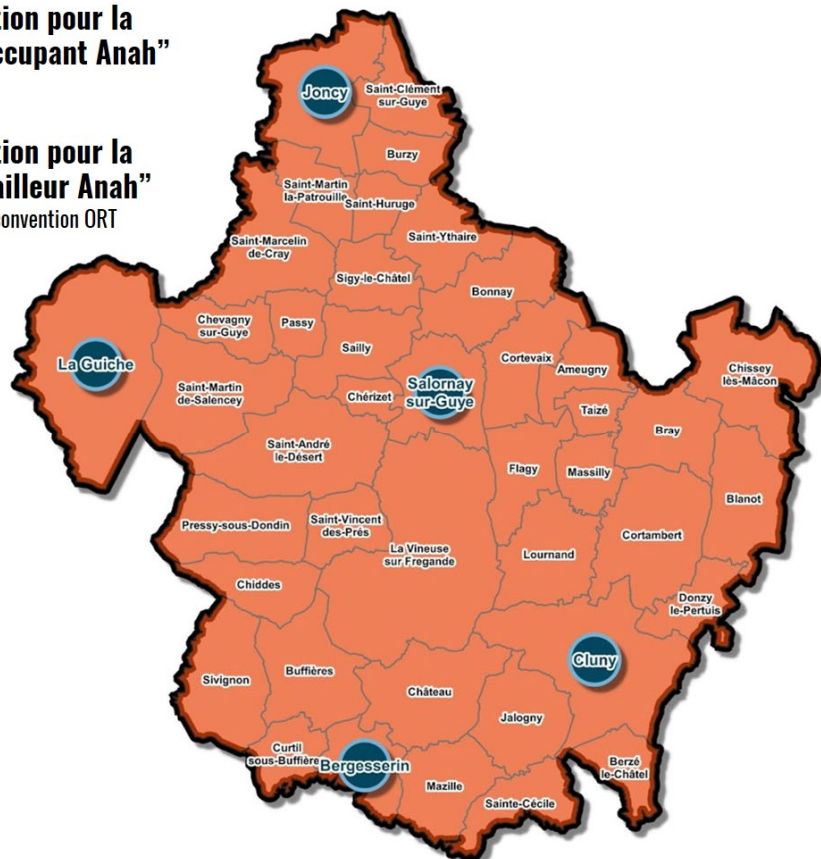 tion pour la
ccupant Anah”
tion pour la
ailleur Anah”
convention ORT
Joncy
Saint-Clément
sur-Guye
Burzy
Saint-Martin
la-Patrouille
Saint-Huruge
Saint-Marcelin
de-Cray
Saint-Ythaire
Sigy-le-Châtel
Bonnay
Chevagny
sur-Guye
Passy
Sailly
La Guiche
Cortevaix
Ameugny
Chissey
lès-Mâcon
Saint-Martin
de-Salencey
Chérizet
Salornay
sur-Guye
Taizé
Bray
Saint-André
le-Désert
Flagy
Massilly
Blanot
Pressy-sous-Dondin
Saint-Vincent
des-Prés
La Vineuse
sur Fregande
Lournand
Cortambert
Chiddes
Donzy
le-Pertuis
Sivignon
Buffières
Château
Cluny
Jalogny
Curtil
sous-Buffière
Bergesserin
Mazille
Sainte-Cécile
Berzé
le-Châtel